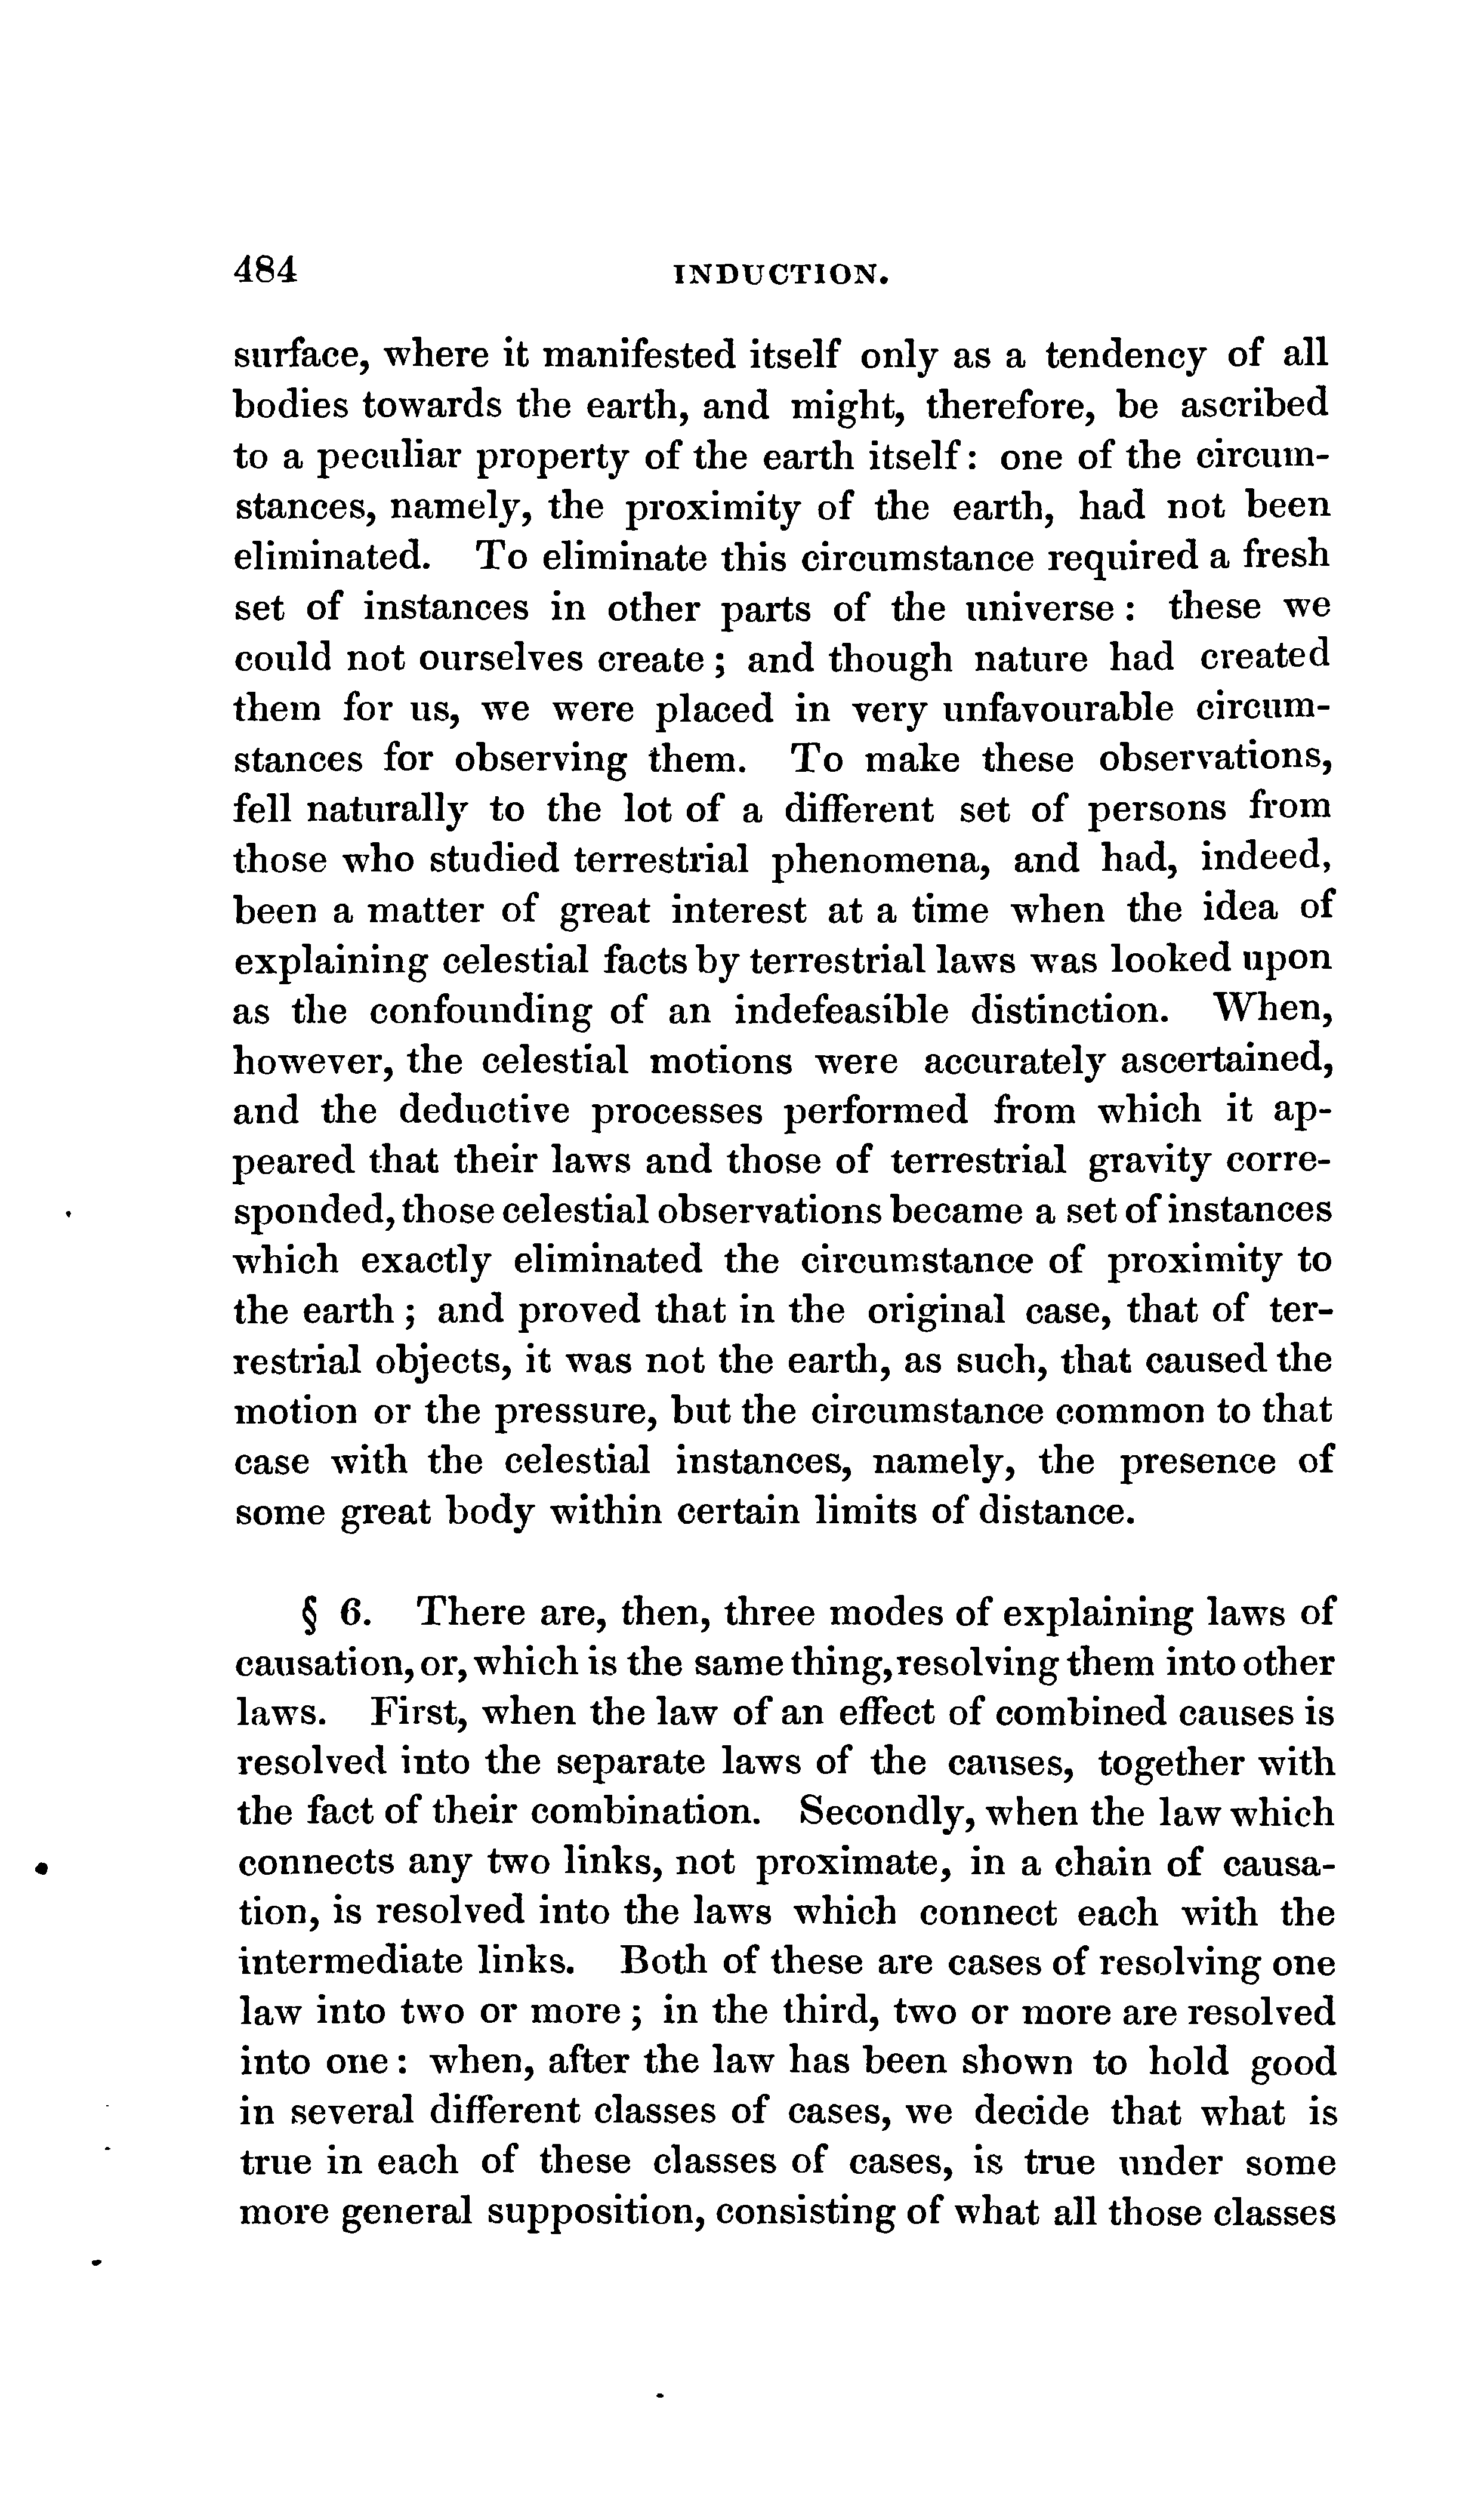 484 INDUCTION.
surface, where it manifested itself only as a tendency of all
bodies towards the earth, and might, therefore, be ascribed
to a peculiar property of the earth itself: one of the circum-
stances, namely, the proximity of the earth, had not been
eliminated. To eliminate this circumstance required a fresh
set of instances in other parts of the universe: these we
could not ourselves create; and though nature had created
them for us, we were placed in very unfavourable circum-
stances for observing them. To make these observations,
fell naturally to the lot of a different set of persons from
those who studied terrestrial phenomena, and had, indeed,
been a matter of great interest at a time when the idea of
explaining celestial facts by terrestrial laws was looked upon
as the confounding of an indefeasible distinction. When,
however, the celestial motions were accurately ascertained,
and the deductive processes performed from which it ap-
peared that their laws and those of terrestrial gravity corre-
sponded, those celestial observations became a set of instances
which exactly eliminated the circumstance of proximity to
the earth; and proved that in the original case, that of ter-
restrial objects, it was not the earth, as such, that caused the
motion or the pressure, but the circumstance common to that
case with the celestial instances, namely, the presence of
some great body within certain limits of distance.
§ 6. There are, then, three modes of explaining laws of
causation, or, which is the same thing, resolving them into other
laws. First, when the law of an effect of combined causes is
resolved into the separate laws of the causes, together with
the fact of their combination. Secondly, when the law which
connects any two links, not proximate, in a chain of causa-
tion, is resolved into the laws which connect each with the
intermediate links. Both of these are cases of resolving one
law into two or more; in the third, two or more are resolved
into one: when, after the law has been shown to hold good
in several different classes of cases, we decide that what is
true in each of these classes of cases, is true under some
more general supposition, consisting of what all those classes